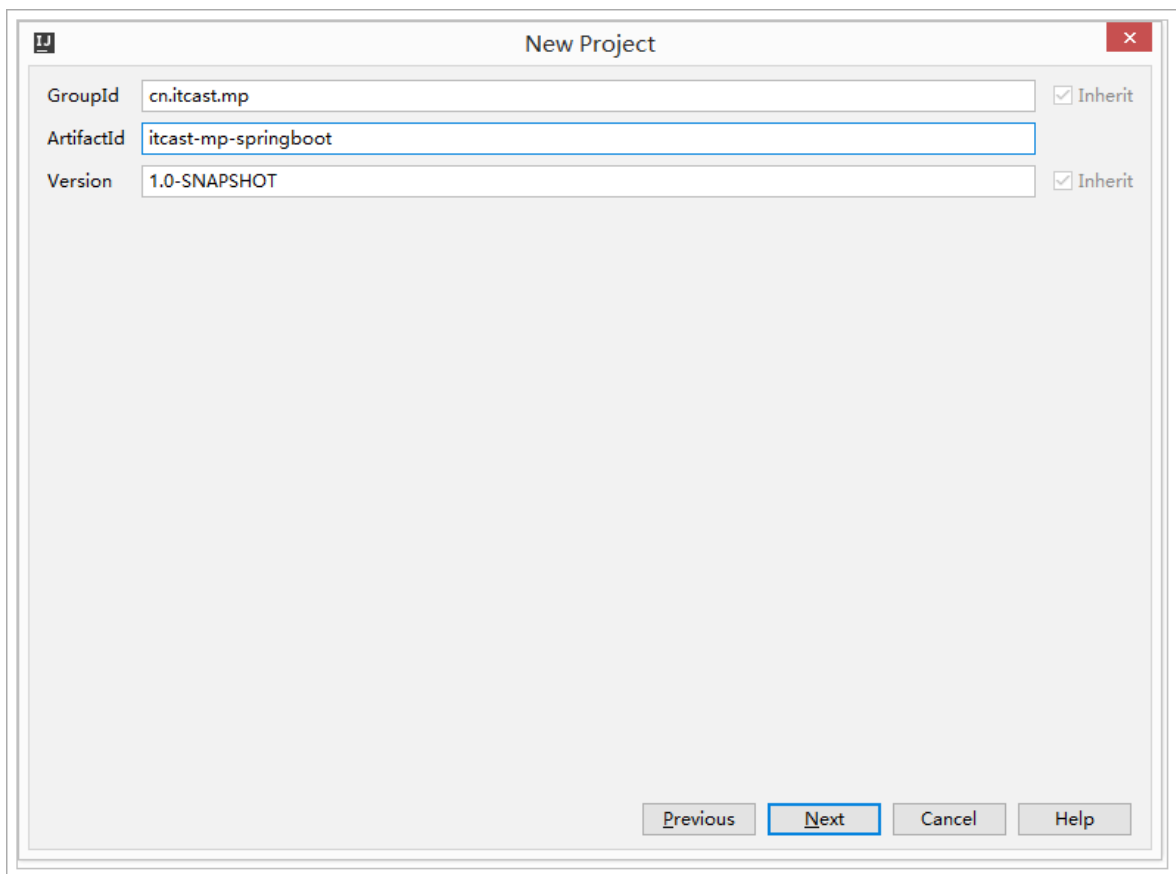 IJ
New Project
GroupId cn.itcast.mp Inherit
ArtifactId itcast-mp-springboot
Version 1.0-SNAPSHOT Inherit
Previous Next Cancel Help